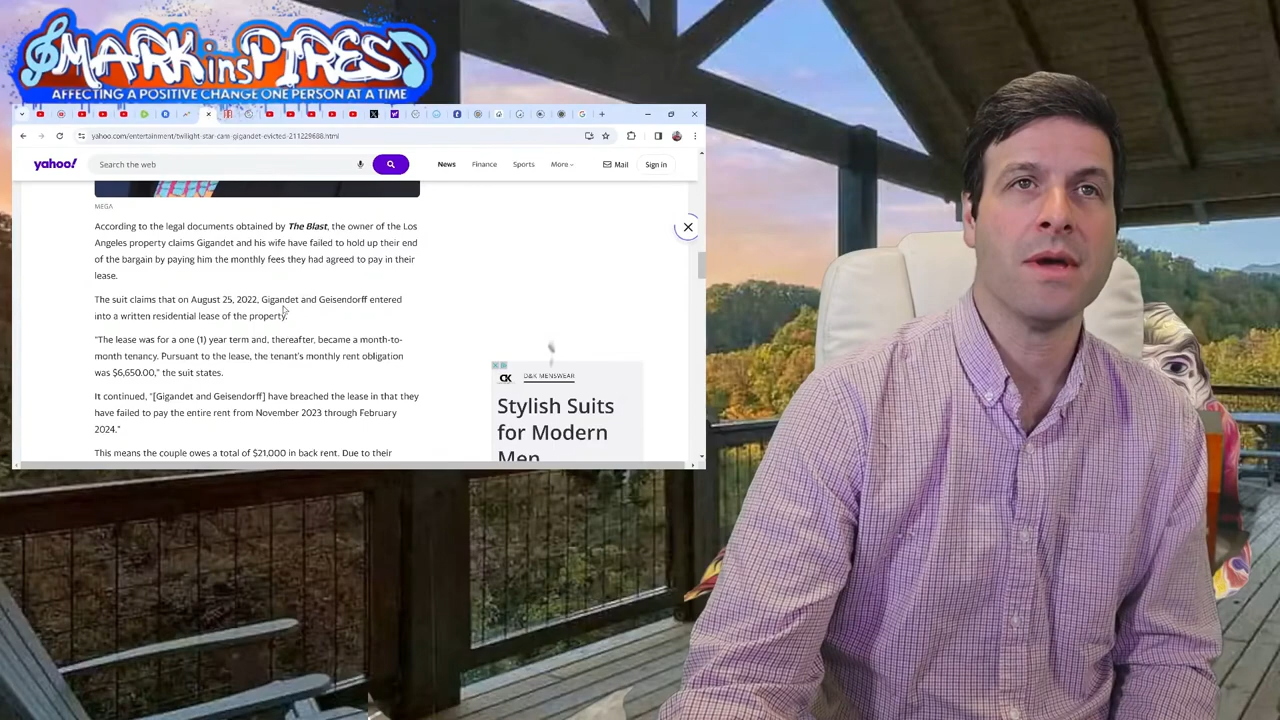 MARK insPIRES
AFFECTING A POSITIVE CHANGE ONE PERSON AT A TIME
yahoo.com/entertainment/twilight-star-cam-gigandet-evicted-211229688.html
yahoo!
Search the web
News
Finance
Sports
More
Mail
Sign in
MEGA
According to the legal documents obtained by The Blast, the owner of the Los
Angeles property claims Gigandet and his wife have failed to hold up their end
of the bargain by paying him the monthly fees they had agreed to pay in their
lease.
The suit claims that on August 25, 2022, Gigandet and Geisendorff entered
into a written residential lease of the property.
"The lease was for a one (1) year term and, thereafter, became a month-to-
month tenancy. Pursuant to the lease, the tenant's monthly rent obligation
was $6,650.00," the suit states.
It continued, "[Gigandet and Geisendorff] have breached the lease in that they
have failed to pay the entire rent from November 2023 through February
2024."
This means the couple owes a total of $21,000 in back rent. Due to their
D&K MENSWEAR
Stylish Suits
for Modern
Men